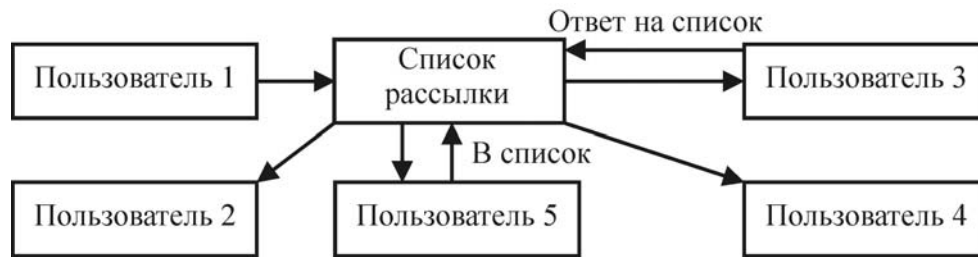 Ответ на список
Пользователь 1
Список
рассылки
Пользователь 3
В список
Пользователь 2
Пользователь 5
Пользователь 4